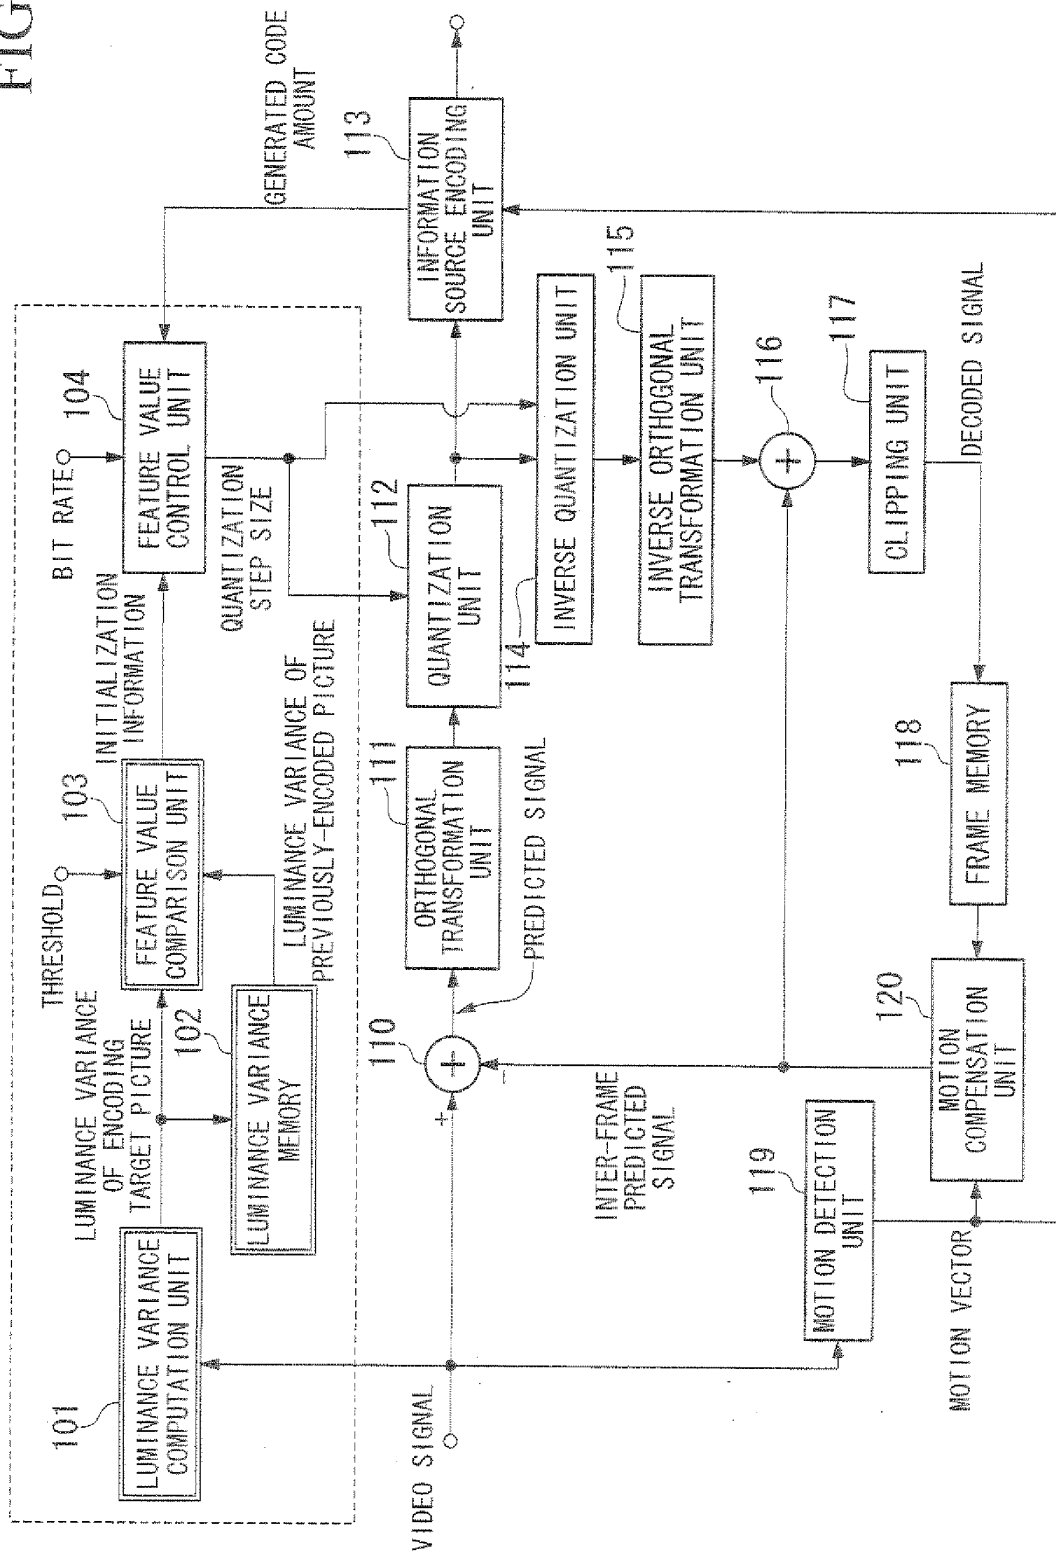 FIG
THRESHOLD
BIT RATE
LUMINANCE VARIANCE
OF ENCODING
TARGET PICTURE
INITIALIZATION
INFORMATION
101
LUMINANCE VARIANCE
COMPUTATION UNIT
102
LUMINANCE VARIANCE
MEMORY
103
FEATURE VALUE
COMPARISON UNIT
104
FEATURE VALUE
CONTROL UNIT
LUMINANCE VARIANCE OF
PREVIOUSLY-ENCODED PICTURE
QUANTIZATION
STEP SIZE
GENERATED CODE
AMOUNT
VIDEO SIGNAL
+
-
110
+
PREDICTED SIGNAL
111
ORTHOGONAL
TRANSFORMATION
UNIT
112
QUANTIZATION
UNIT
113
INFORMATION
SOURCE ENCODING
UNIT
114
INVERSE QUANTIZATION UNIT
115
INVERSE ORTHOGONAL
TRANSFORMATION UNIT
INTER-FRAME
PREDICTED
SIGNAL
116
+
117
CLIPPING UNIT
DECODED SIGNAL
118
FRAME MEMORY
119
MOTION DETECTION
UNIT
120
MOTION
COMPENSATION
UNIT
MOTION VECTOR